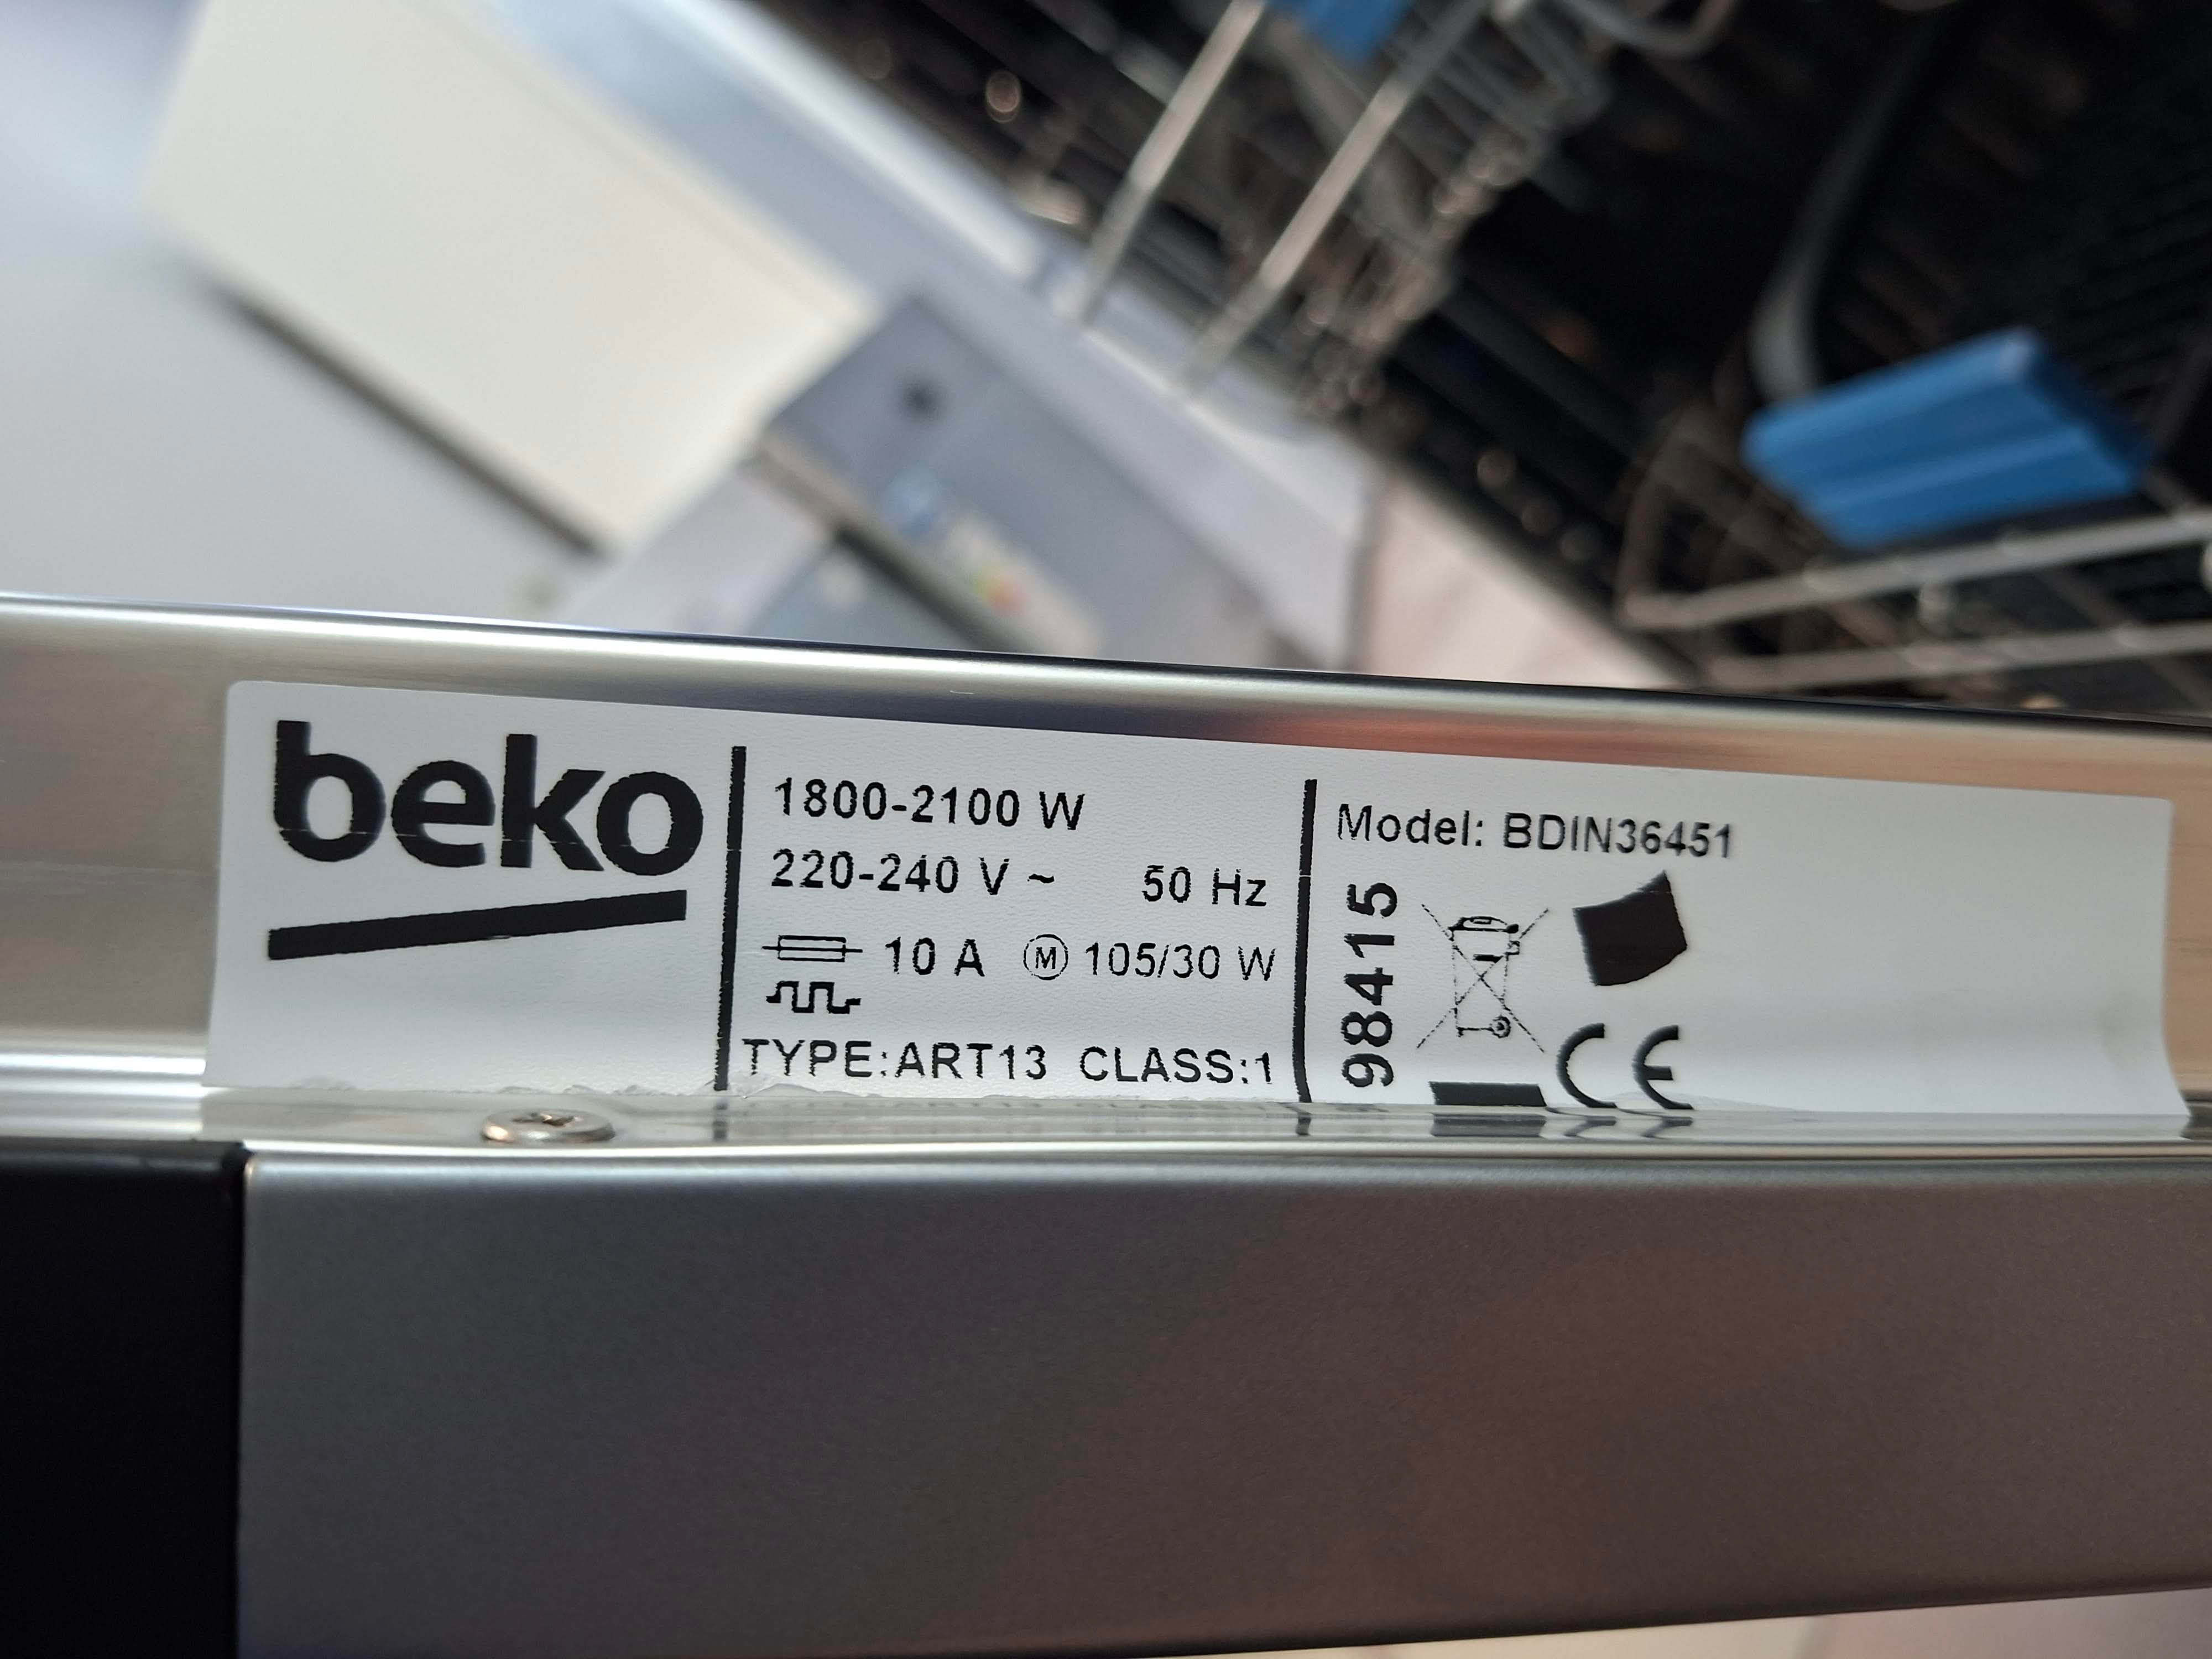 beko
1800-2100 W
220-240 V ~ 50 Hz
10 A M 105/30 W
TYPE:ART13 CLASS:1
Model: BDIN36451
98415
CE